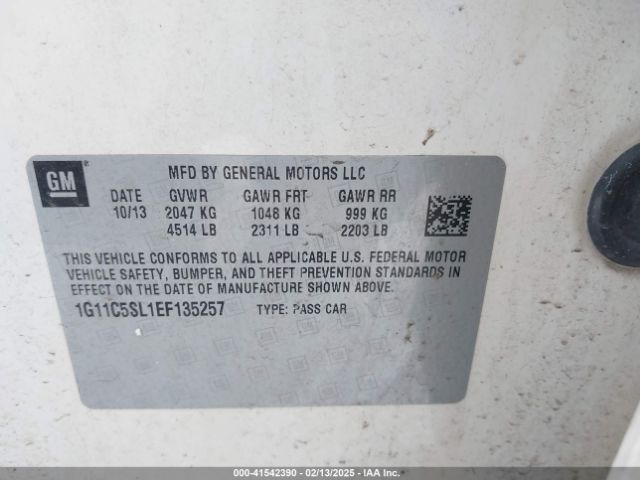 GM
MFD BY GENERAL MOTORS LLC
DATE GVWR GAWR FRT GAWR RR
10/13 2047 KG 1048 KG 999 KG
4514 LB 2311 LB 2203 LB
THIS VEHICLE CONFORMS TO ALL APPLICABLE U.S. FEDERAL MOTOR
VEHICLE SAFETY, BUMPER, AND THEFT PREVENTION STANDARDS IN
EFFECT ON THE DATE OF MANUFACTURE SHOWN ABOVE.
1G11C5SL1EF135257 TYPE: PASS CAR
000-41542390 - 02/13/2025 - IAA Inc.